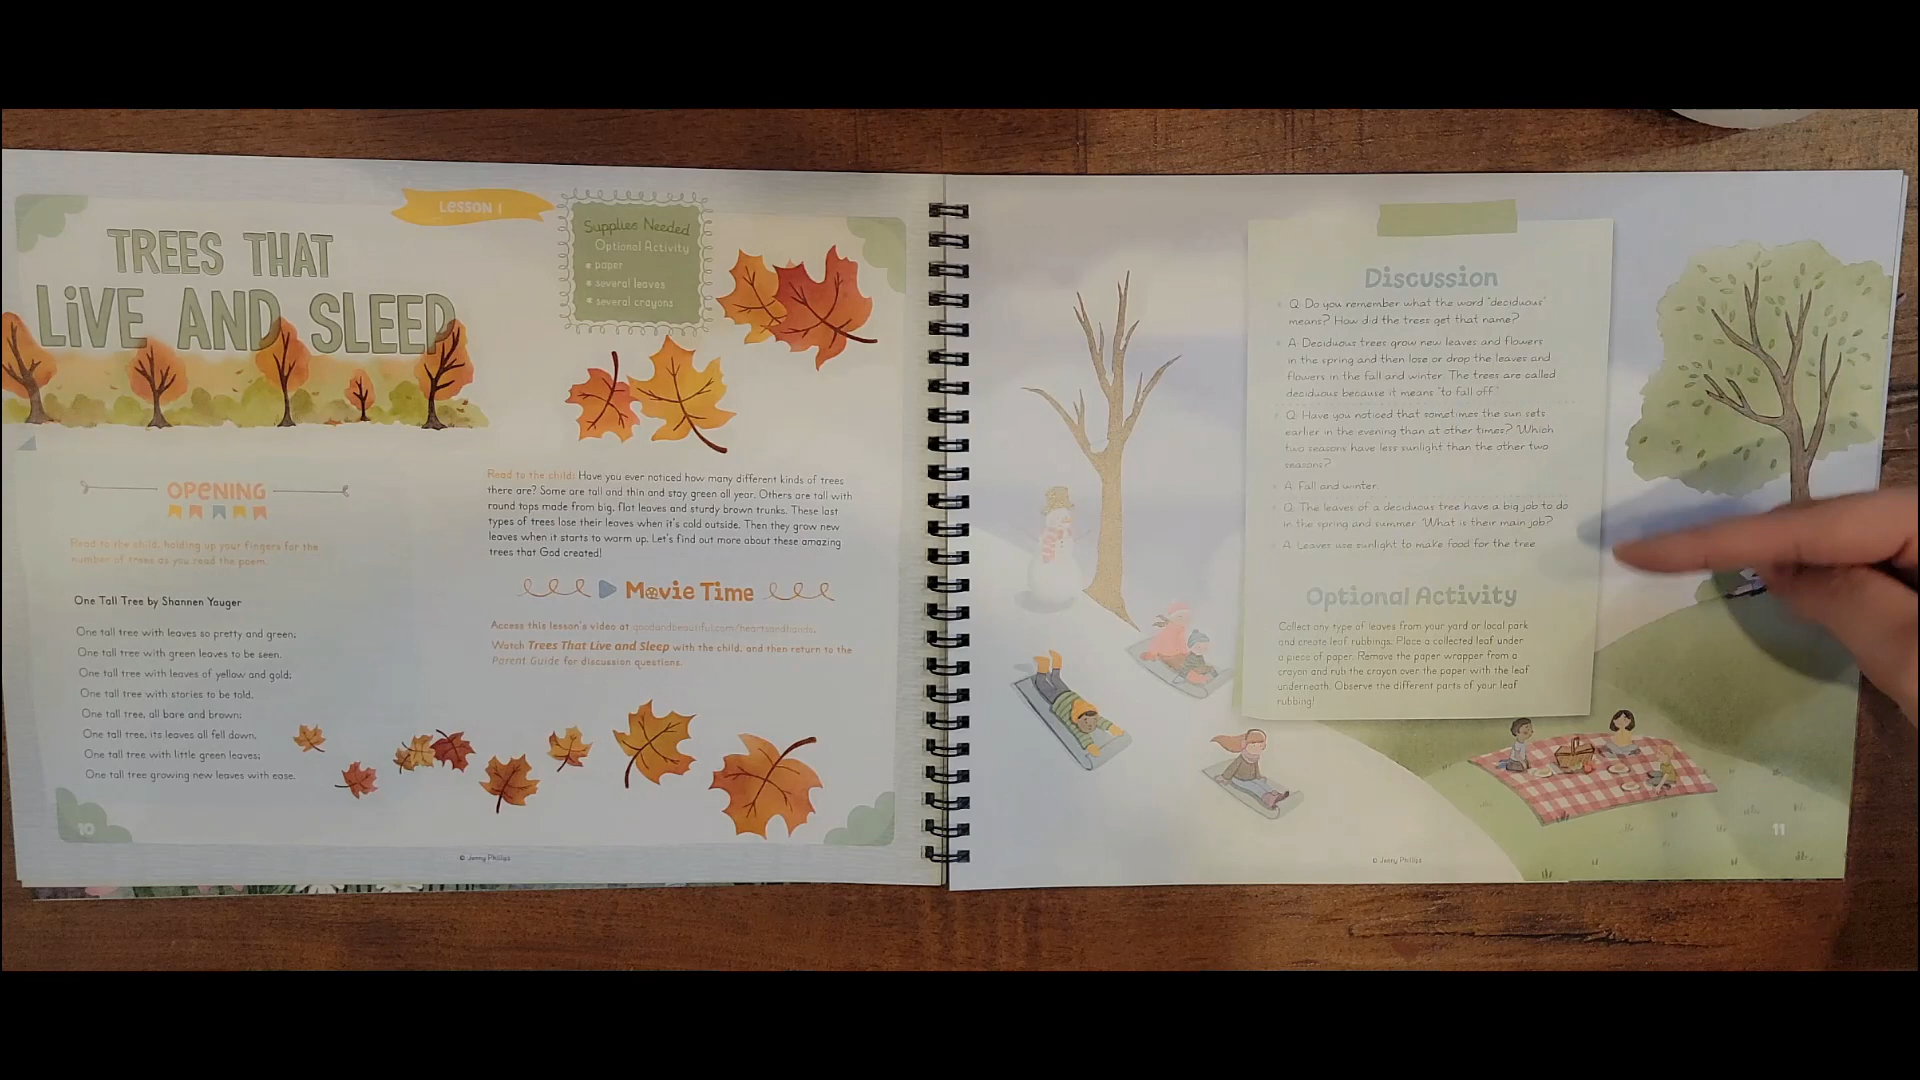 LESSON 1
TREES THAT
LIVE AND SLEEP
Supplies Needed
Optional Activity
paper
several leaves
several crayons
OPENING
Read to the child, holding up your fingers for the
number of trees as you read the poem.
One Tall Tree by Shannen Yauger
One tall tree with leaves so pretty and green;
One tall tree with green leaves to be seen.
One tall tree with leaves of yellow and gold;
One tall tree with stories to be told.
One tall tree, all bare and brown;
One tall tree, its leaves all fell down.
One tall tree with little green leaves;
One tall tree growing new leaves with ease.
10
Read to the child: Have you ever noticed how many different kinds of trees
there are? Some are tall and thin and stay green all year. Others are tall with
round tops made from big, flat leaves and sturdy brown trunks. These last
types of trees lose their leaves when it's cold outside. Then they grow new
leaves when it starts to warm up. Let's find out more about these amazing
trees that God created!
Movie Time
Access this lesson's video at goodandbeautiful.com/heartsandhands.
Watch Trees That Live and Sleep with the child, and then return to the
Parent Guide for discussion questions.
© Jenny Phillips
Discussion
Q: Do you remember what the word "deciduous"
means? How did the trees get that name?
A: Deciduous trees grow new leaves and flowers
in the spring and then lose or drop the leaves and
flowers in the fall and winter. The trees are called
deciduous because it means "to fall off."
Q: Have you noticed that sometimes the sun sets
earlier in the evening than at other times? Which
two seasons have less sunlight than the other two
seasons?
A: Fall and winter
Q: The leaves of a deciduous tree have a big job to do
in the spring and summer. What is their main job?
A: Leaves use sunlight to make food for the tree.
Optional Activity
Collect any type of leaves from your yard or local park
and create leaf rubbings. Place a collected leaf under
a piece of paper. Remove the paper wrapper from a
crayon and rub the crayon over the paper with the leaf
underneath. Observe the different parts of your leaf
rubbing!
11
© Jenny Phillips